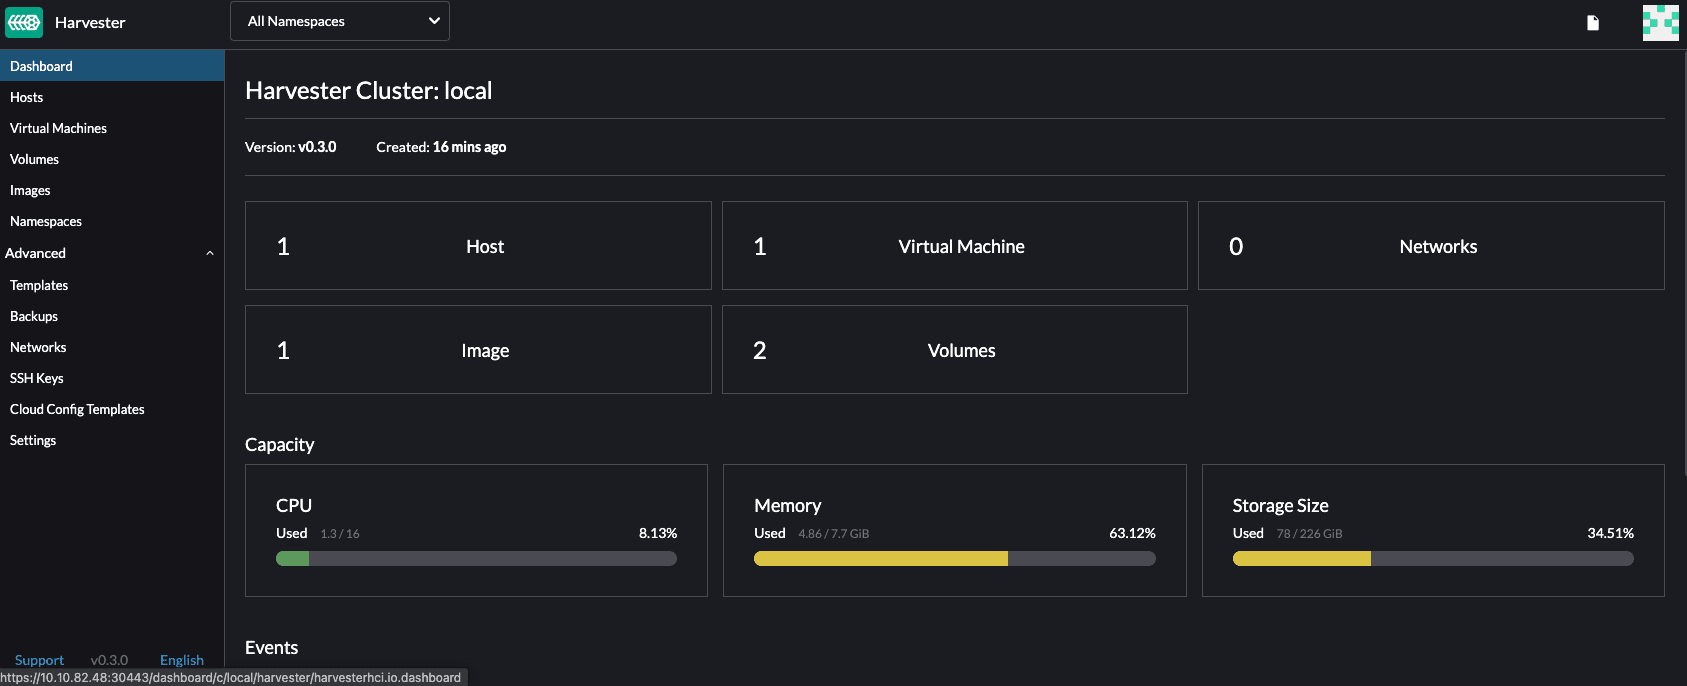 Harvester
All Namespaces
Dashboard
Hosts
Virtual Machines
Volumes
Images
Namespaces
Advanced
Templates
Backups
Networks
SSH Keys
Cloud Config Templates
Settings
Support v0.3.0 English
Harvester Cluster: local
Version: v0.3.0 Created: 16 mins ago
1 Host
1 Virtual Machine
0 Networks
1 Image
2 Volumes
Capacity
CPU
Used 1.3 / 16 8.13%
Memory
Used 4.86 / 7.7 GiB 63.12%
Storage Size
Used 78 / 226 GiB 34.51%
Events
https://10.10.82.48:30443/dashboard/c/local/harvester/harvesterhci.io.dashboard